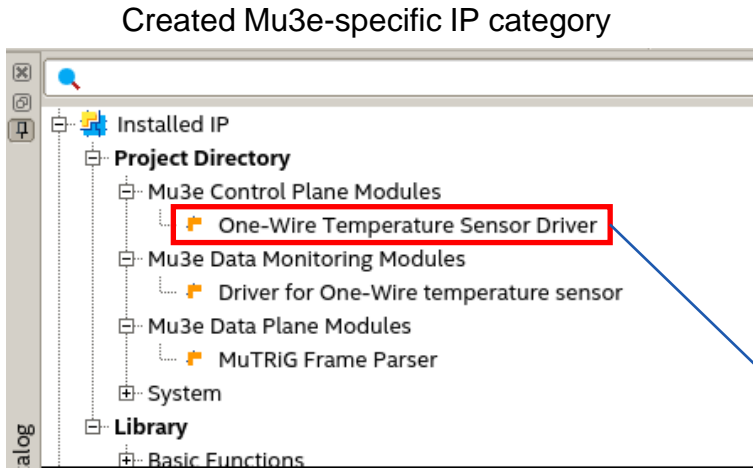 Created Mu3e-specific IP category
Installed IP
Project Directory
Mu3e Control Plane Modules
One-Wire Temperature Sensor Driver
Mu3e Data Monitoring Modules
Driver for One-Wire temperature sensor
Mu3e Data Plane Modules
MuTRiG Frame Parser
System
Library
Basic Functions
alog